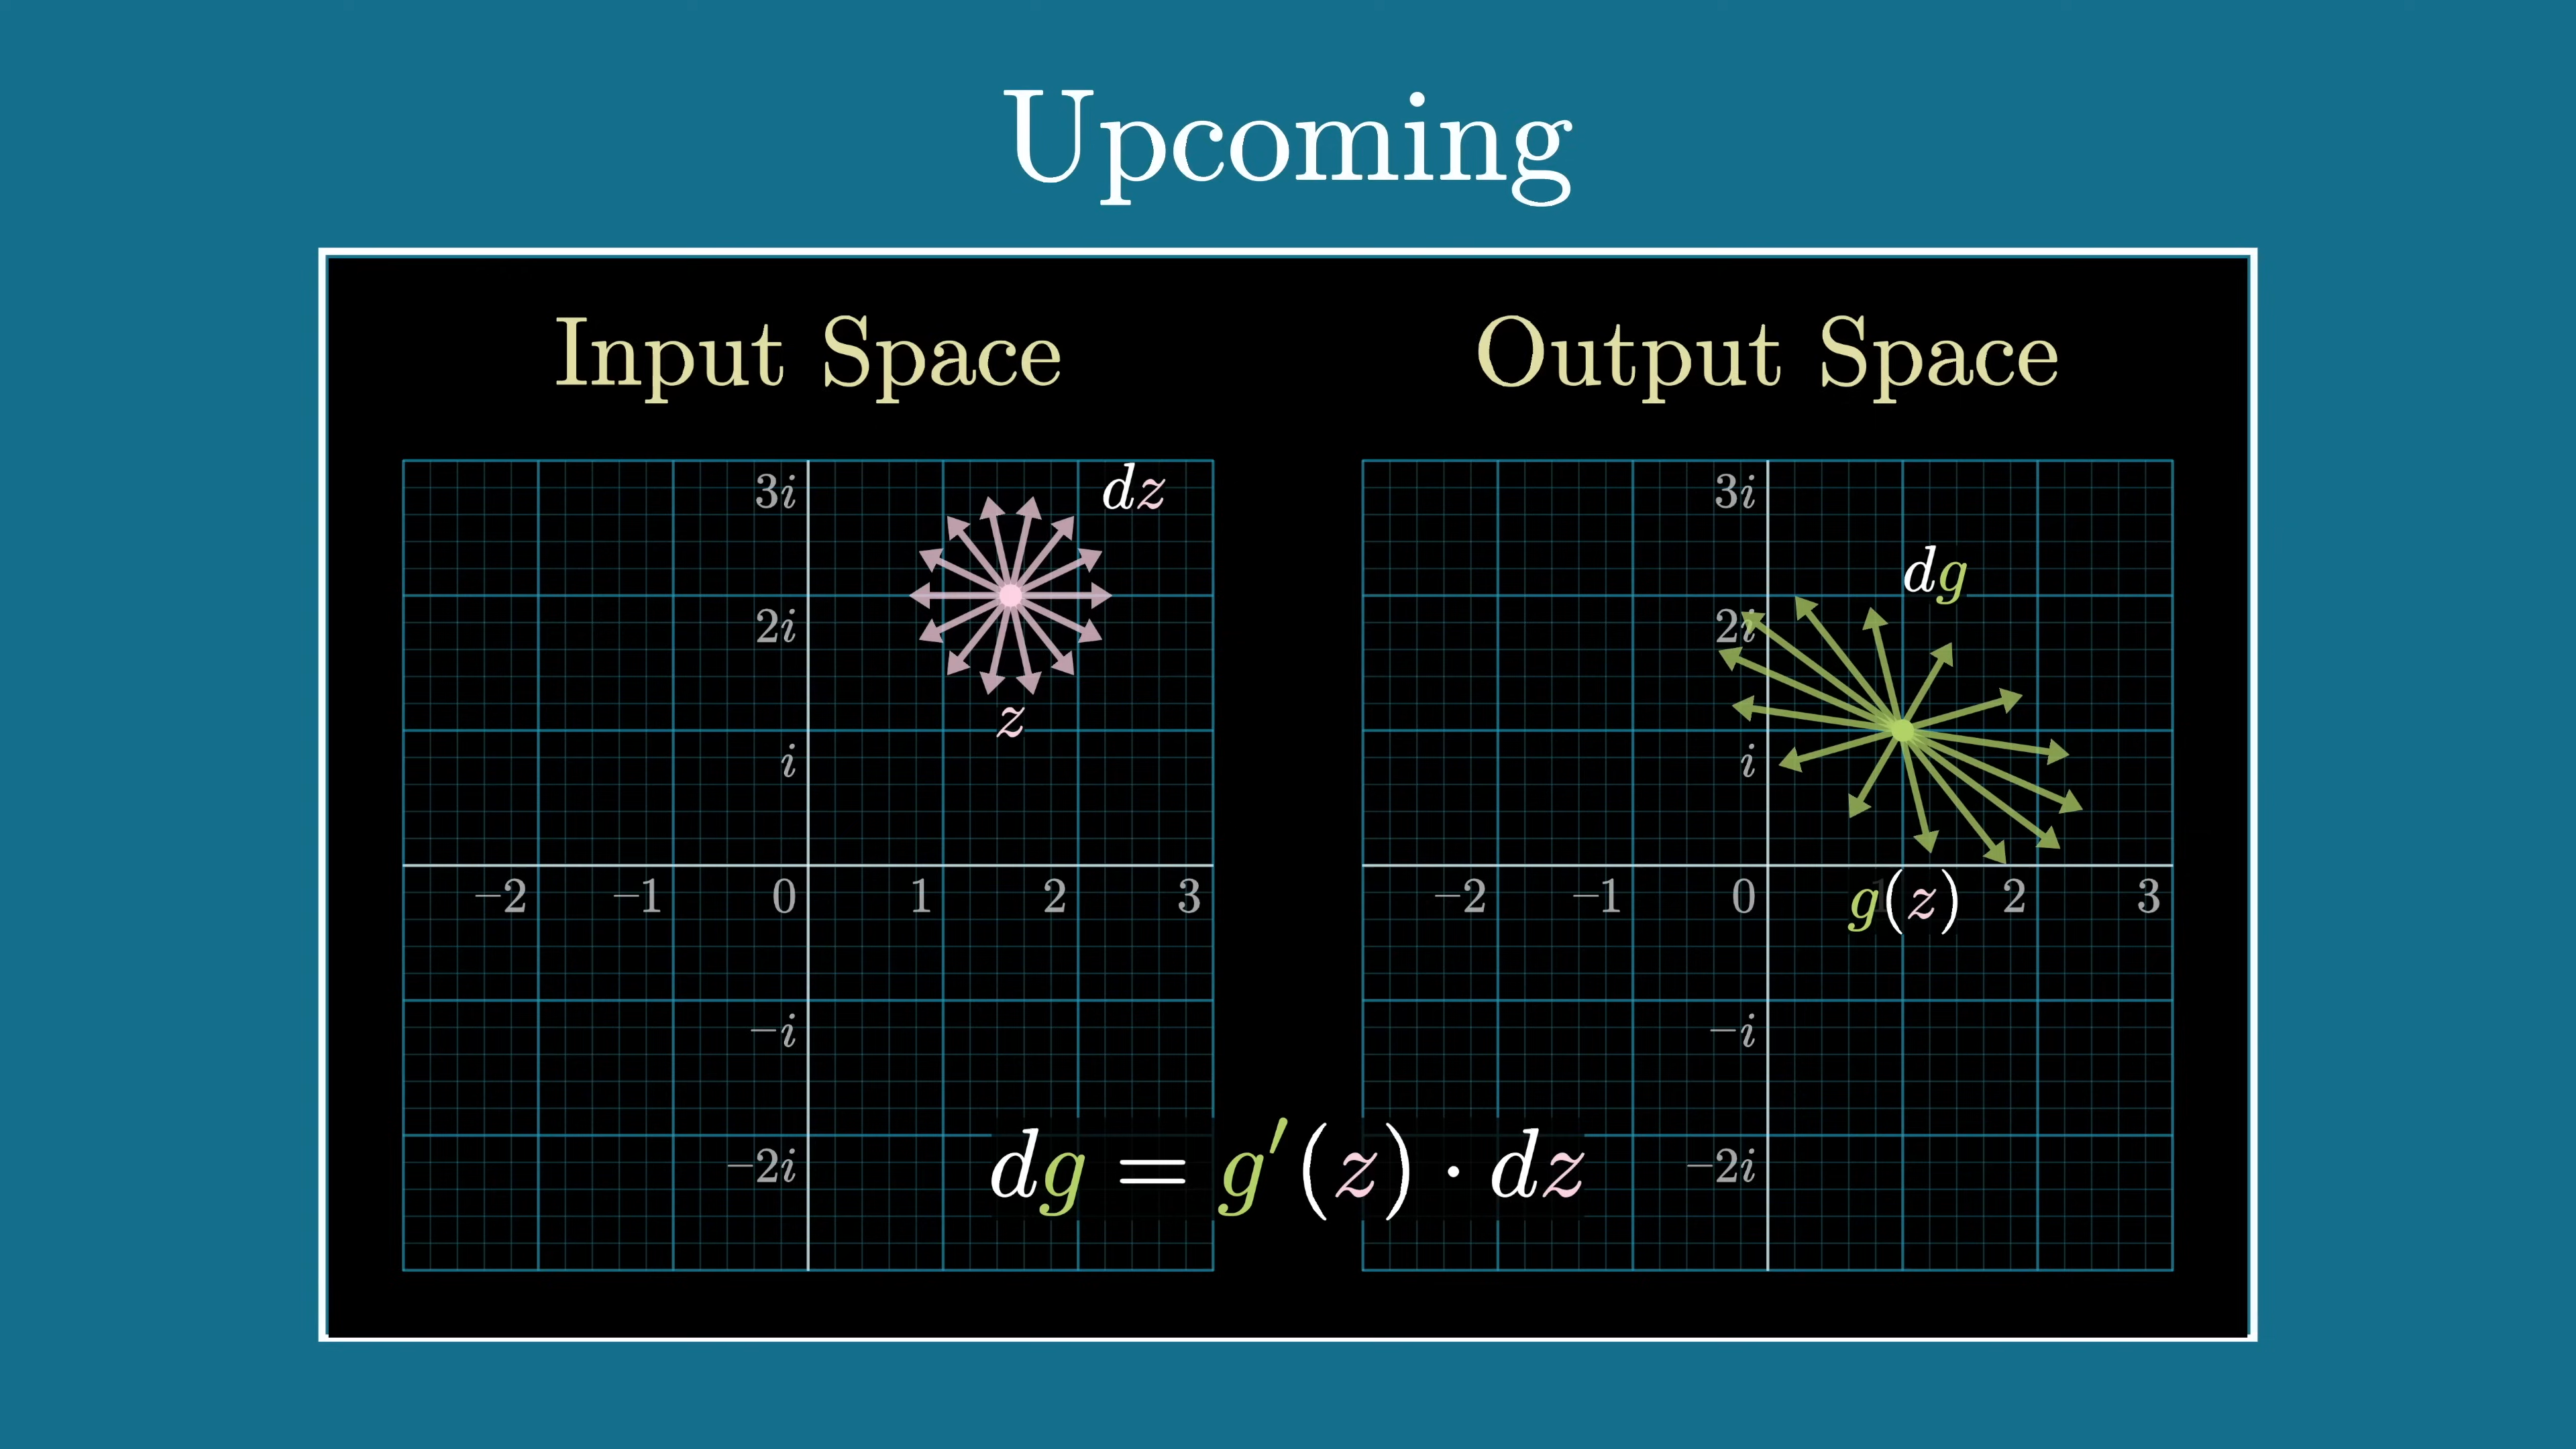 Upcoming
Input Space
Output Space
3i
dz
2i
z
i
−2 −1 0 1 2 3
−i
−2i
3i
dg
2i
i
−2 −1 0 1 2 3
g(z)
−i
−2i
dg = g′(z) · dz